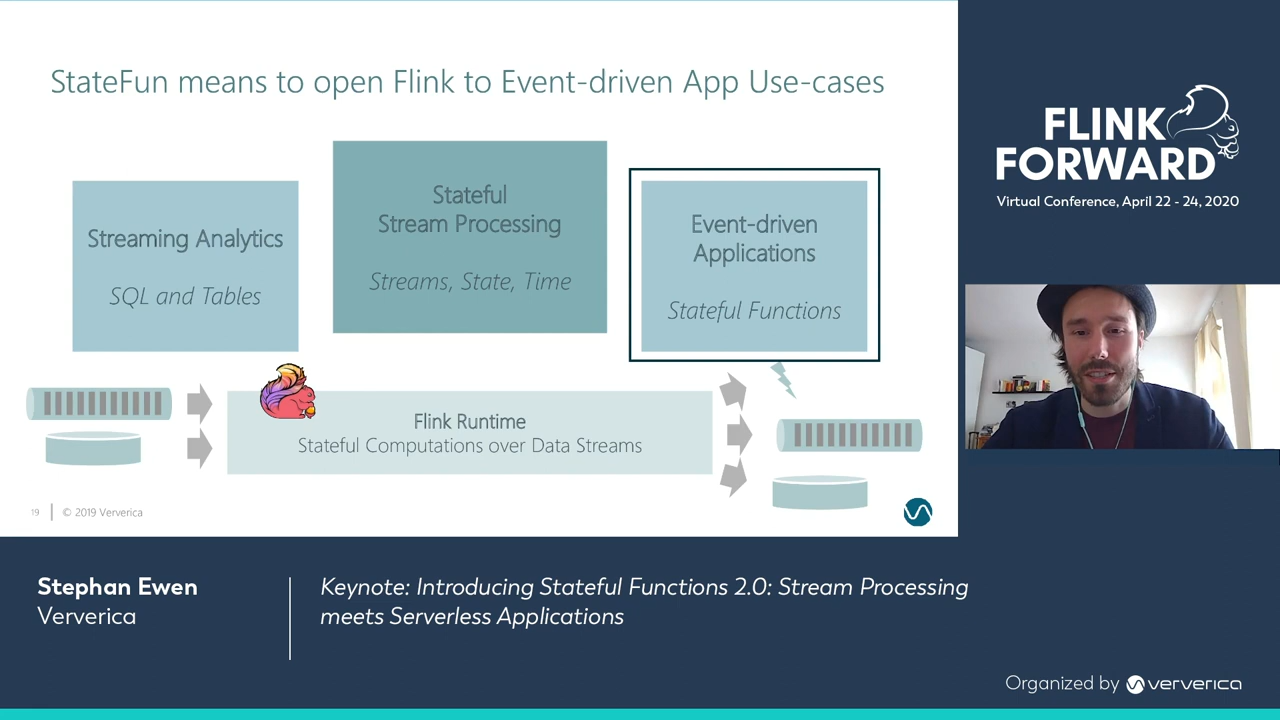 StateFun means to open Flink to Event-driven App Use-cases
Streaming Analytics
SQL and Tables
Stateful
Stream Processing
Streams, State, Time
Event-driven
Applications
Stateful Functions
Flink Runtime
Stateful Computations over Data Streams
19
© 2019 Ververica
FLINK
FORWARD
Virtual Conference, April 22 - 24, 2020
Stephan Ewen
Ververica
Keynote: Introducing Stateful Functions 2.0: Stream Processing
meets Serverless Applications
Organized by ververica